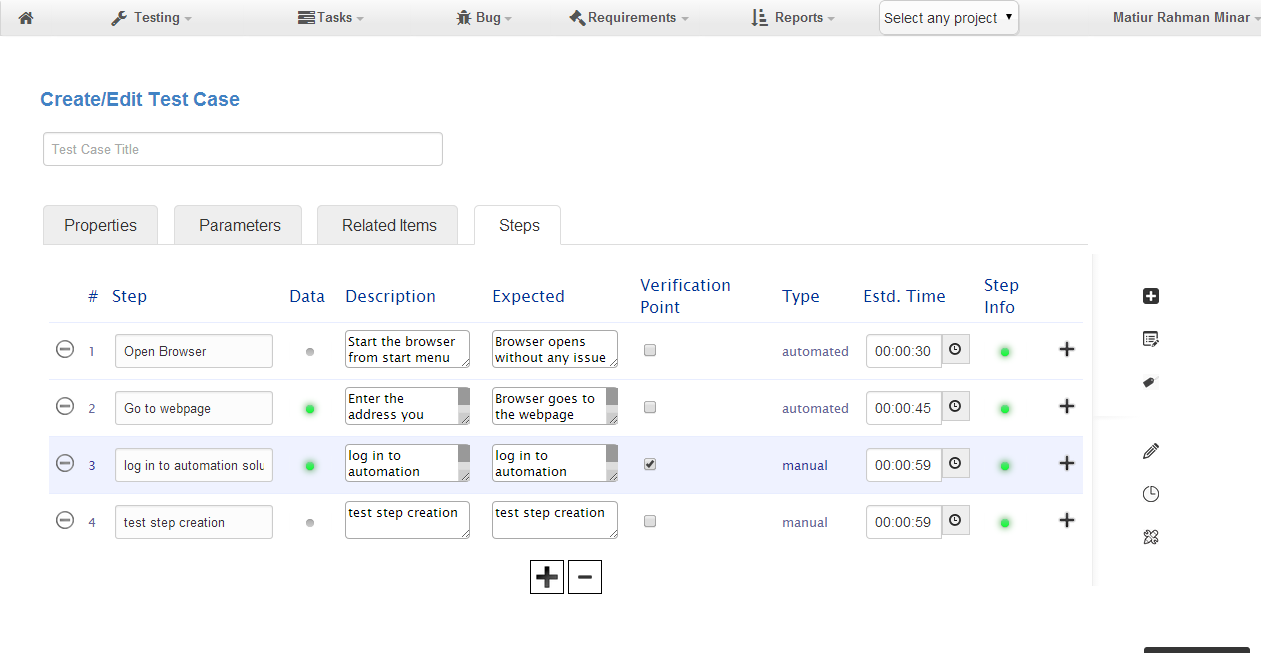 Testing Tasks Bug Requirements Reports Select any project Matiur Rahman Minar
Create/Edit Test Case
Test Case Title
Properties Parameters Related Items Steps
# Step Data Description Expected Verification Point Type Estd. Time Step Info
1 Open Browser Start the browser from start menu Browser opens without any issue automated 00:00:30
2 Go to webpage Enter the address you Browser goes to the webpage automated 00:00:45
3 log in to automation solu log in to automation log in to automation manual 00:00:59
4 test step creation test step creation test step creation manual 00:00:59